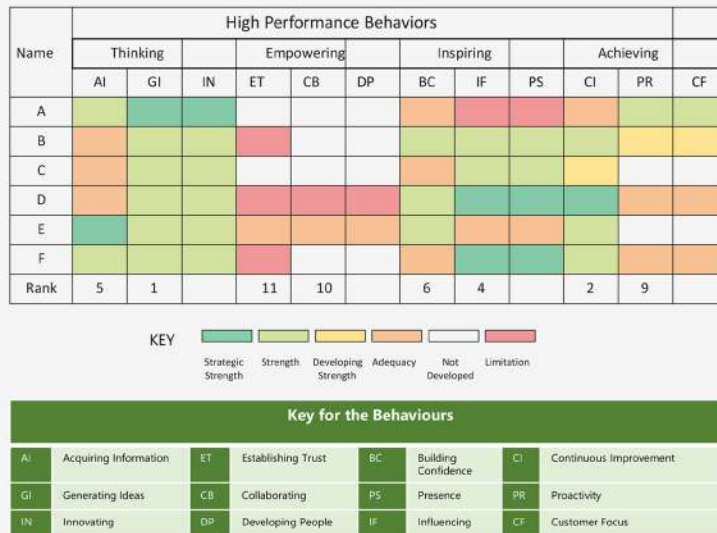 High Performance Behaviors
Name Thinking Empowering Inspiring Achieving
AI GI IN ET CB DP BC IF PS CI PR CF
A
B
C
D
E
F
Rank 5 1 11 10 6 4 2 9
KEY
Strategic Strength Developing Adequacy Not Limitation
Strength Strength Developed
Key for the Behaviours
AI Acquiring Information ET Establishing Trust BC Building Confidence CI Continuous Improvement
GI Generating Ideas CB Collaborating PS Presence PR Proactivity
IN Innovating DP Developing People IF Influencing CF Customer Focus